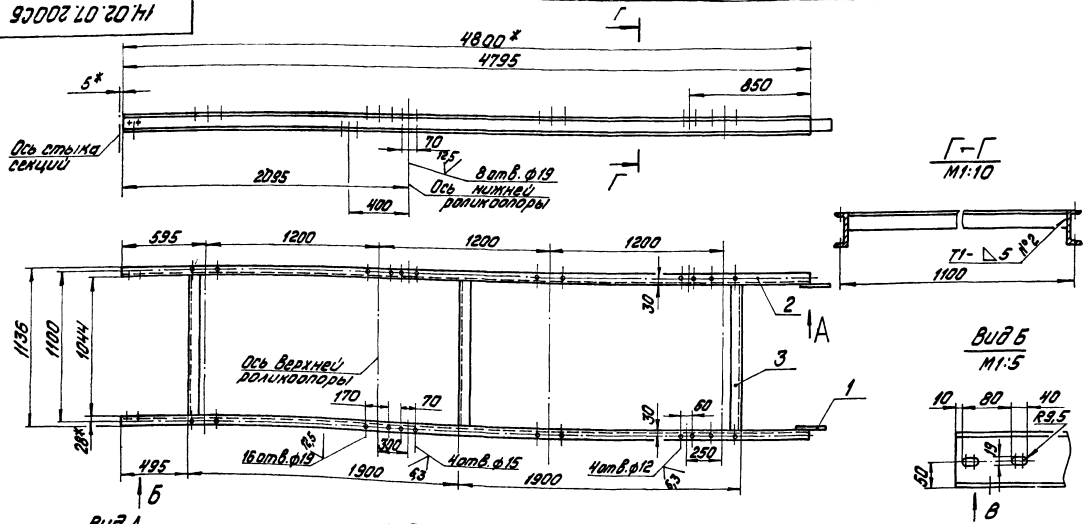 14.02.07.200СБ
Г
4800*
4795
5*
850
70
12,5
8 отв. ф19
Ось стыка
секций
2095
Ось нижней
роликоопоры
400
Г
Г-Г
М1:10
Т1-◺5 №2
1100
595
1200
1200
1200
1136
1100
1044
30
2
А
Ось верхней
роликоопоры
3
170
70
30
60
1
28*
12,5
300
16 отв. ф19
4 отв. ф15
6,3
4 отв. ф12
6,3
250
495
1900
1900
Б
Вид Б
М1:5
10
80
40
R9,5
19
50
В
Вид А